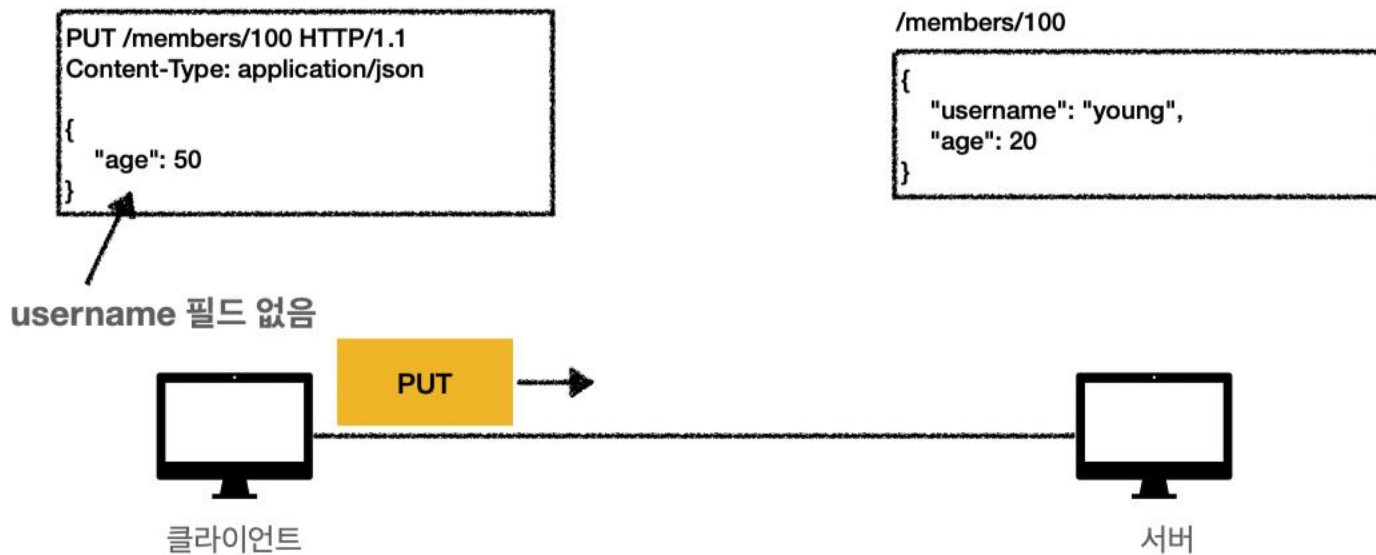 PUT /members/100 HTTP/1.1
Content-Type: application/json
{
"age": 50
}
username 필드 없음
/members/100
{
"username": "young",
"age": 20
}
PUT
클라이언트
서버